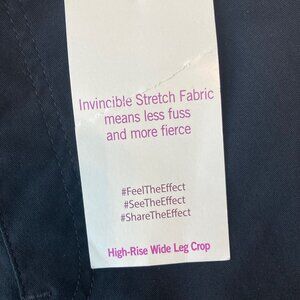 Invincible Stretch Fabric
means less fuss
and more fierce
#FeelTheEffect
#SeeTheEffect
#ShareTheEffect
High-Rise Wide Leg Crop